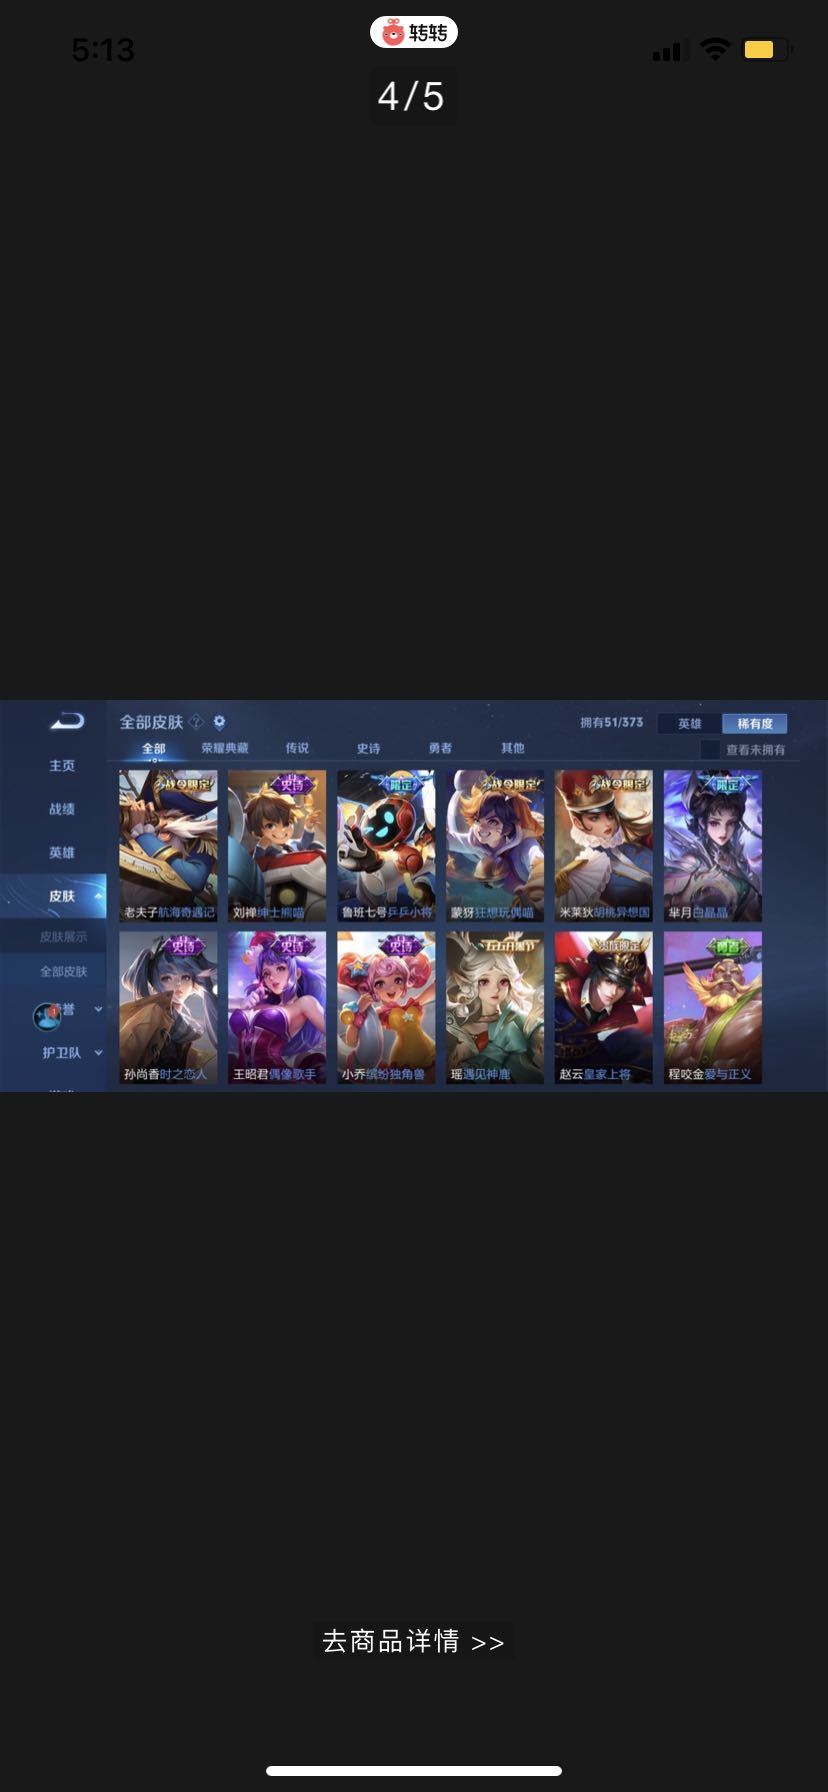 5:13
转转
4/5
全部皮肤
拥有51/373
英雄
稀有度
全部
荣耀典藏
传说
史诗
勇者
其他
查看未拥有
主页
战绩
英雄
皮肤
皮肤展示
全部皮肤
誉
护卫队
战令限定
史诗
限定
战令限定
战令限定
限定
老夫子航海奇遇记
刘禅绅士熊喵
鲁班七号乒乒小将
蒙犽狂想玩偶喵
米莱狄胡桃异想国
芈月白晶晶
史诗
史诗
史诗
五五开黑节
贵族限定
勇者
孙尚香时之恋人
王昭君偶像歌手
小乔缤纷独角兽
瑶遇见神鹿
赵云皇家上将
程咬金爱与正义
去商品详情 >>